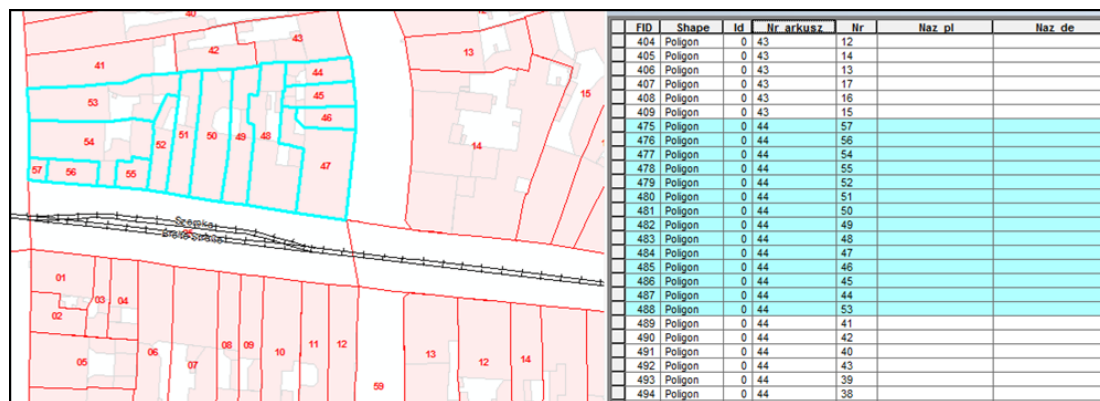 40
43
42
13
41
44
15
53
45
46
51
50
49
48
14
54
52
47
57
56
55
Szeroka
Breite Strasse
01
03
04
02
05
06
07
08
09
10
11
12
13
12
14
59
FID Shape Id Nr_arkusz Nr Naz_pl Naz_de
404 Poligon 0 43 12
405 Poligon 0 43 14
406 Poligon 0 43 13
407 Poligon 0 43 17
408 Poligon 0 43 16
409 Poligon 0 43 15
475 Poligon 0 44 57
476 Poligon 0 44 56
477 Poligon 0 44 54
478 Poligon 0 44 55
479 Poligon 0 44 52
480 Poligon 0 44 51
481 Poligon 0 44 50
482 Poligon 0 44 49
483 Poligon 0 44 48
484 Poligon 0 44 47
485 Poligon 0 44 46
486 Poligon 0 44 45
487 Poligon 0 44 44
488 Poligon 0 44 53
489 Poligon 0 44 41
490 Poligon 0 44 42
491 Poligon 0 44 40
492 Poligon 0 44 43
493 Poligon 0 44 39
494 Poligon 0 44 38